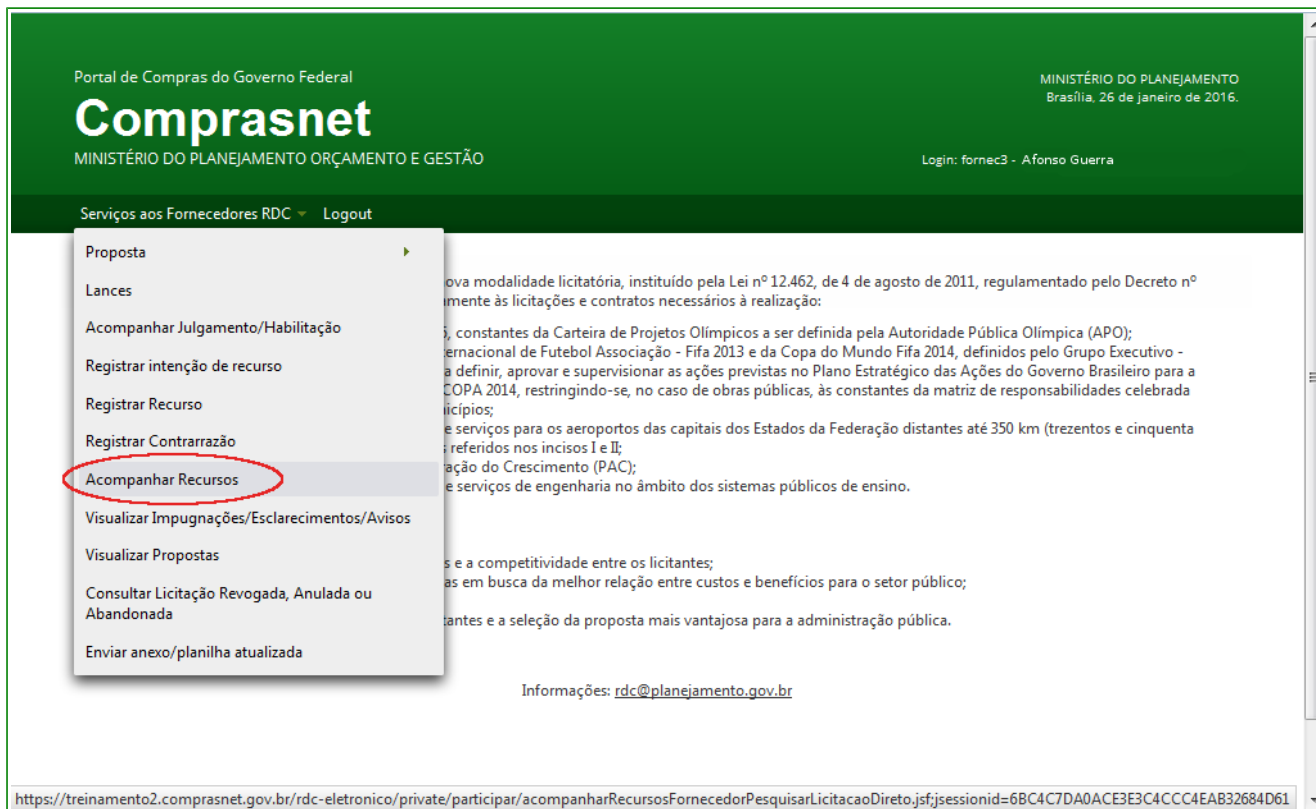 Portal de Compras do Governo Federal
MINISTÉRIO DO PLANEJAMENTO
Brasília, 26 de janeiro de 2016.
Comprasnet
MINISTÉRIO DO PLANEJAMENTO ORÇAMENTO E GESTÃO
Login: fornec3 - Afonso Guerra
Serviços aos Fornecedores RDC Logout
Proposta
Lances
Acompanhar Julgamento/Habilitação
Registrar intenção de recurso
Registrar Recurso
Registrar Contrarrazão
Acompanhar Recursos
Visualizar Impugnações/Esclarecimentos/Avisos
Visualizar Propostas
Consultar Licitação Revogada, Anulada ou
Abandonada
Enviar anexo/planilha atualizada
ova modalidade licitatória, instituído pela Lei nº 12.462, de 4 de agosto de 2011, regulamentado pelo Decreto nº
mente às licitações e contratos necessários à realização:
, constantes da Carteira de Projetos Olímpicos a ser definida pela Autoridade Pública Olímpica (APO);
ternacional de Futebol Associação - Fifa 2013 e da Copa do Mundo Fifa 2014, definidos pelo Grupo Executivo -
a definir, aprovar e supervisionar as ações previstas no Plano Estratégico das Ações do Governo Brasileiro para a
COPA 2014, restringindo-se, no caso de obras públicas, às constantes da matriz de responsabilidades celebrada
icípios;
e serviços para os aeroportos das capitais dos Estados da Federação distantes até 350 km (trezentos e cinquenta
s referidos nos incisos I e II;
ração do Crescimento (PAC);
e serviços de engenharia no âmbito dos sistemas públicos de ensino.
s e a competitividade entre os licitantes;
as em busca da melhor relação entre custos e benefícios para o setor público;
tantes e a seleção da proposta mais vantajosa para a administração pública.
Informações: rdc@planejamento.gov.br
https://treinamento2.comprasnet.gov.br/rdc-eletronico/private/participar/acompanharRecursosFornecedorPesquisarLicitacaoDireto.jsf;jsessionid=6BC4C7DA0ACE3E3C4CCC4EAB32684D61